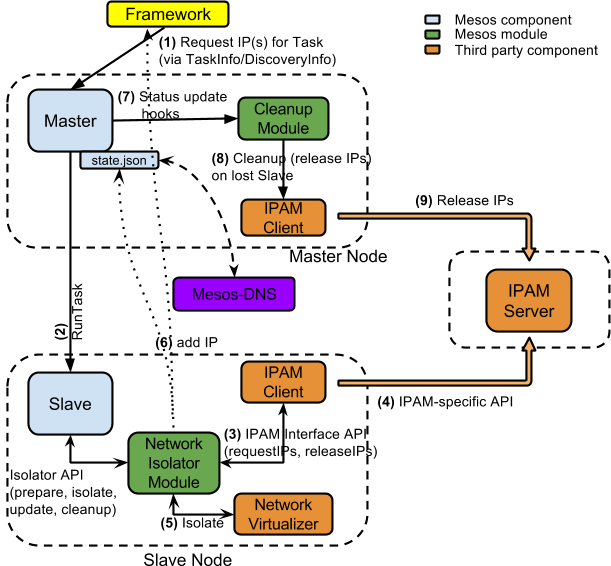 Framework
Mesos component
Mesos module
Third party component
(1) Request IP(s) for Task
(via TaskInfo/DiscoveryInfo)
Master
(7) Status update
hooks
Cleanup
Module
state.json
(8) Cleanup (release IPs)
on lost Slave
IPAM
Client
(9) Release IPs
Master Node
Mesos-DNS
IPAM
Server
(2)
RunTask
(6) add IP
IPAM
Client
Slave
(4) IPAM-specific API
(3) IPAM Interface API
(requestIPs, releaseIPs)
Network
Isolator
Module
Isolator API
(prepare, isolate,
update, cleanup)
(5) Isolate
Network
Virtualizer
Slave Node